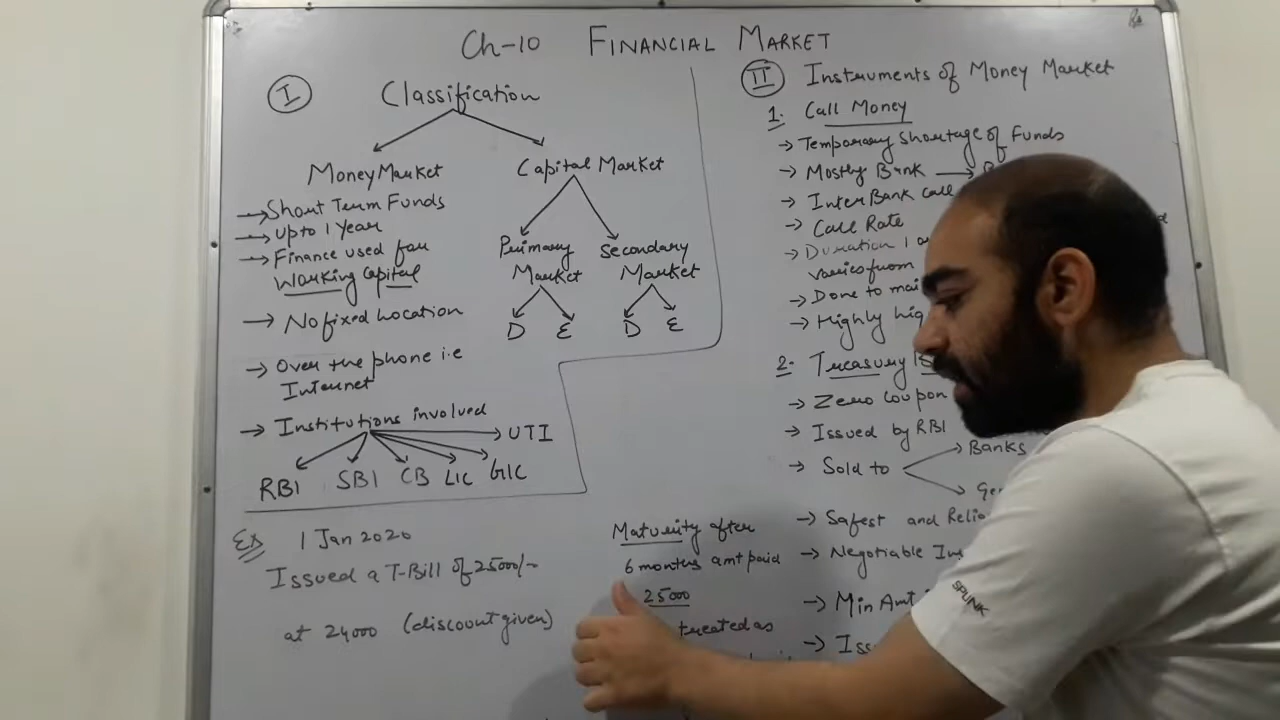 Ch-10 FINANCIAL MARKET
I Classification
Money Market
Capital Market
→ Short Term Funds
→ Upto 1 Year
→ Finance used for
Working Capital
→ No fixed Location
→ Over the phone i.e
Internet
→ Institutions involved
RBI SBI CB LIC GIC UTI
Primary Market
Secondary Market
D E
D E
Ex 1 Jan 2020
Issued a T-Bill of 25000/-
at 24000 (discount given)
Maturity after
6 months amt paid
25000
treated as
II Instruments of Money Market
1. Call Money
→ Temporary Shortage of Funds
→ Mostly Bank →
→ Inter Bank Call
→ Call Rate
→ Duration 1
varies from
→ Done to
→ Highly
2. Treasury
→ Zero Coupon
→ Issued by RBI
→ Sold to Banks
→ Safest and
→ Negotiable
→ Min Amt
→
SPUNK